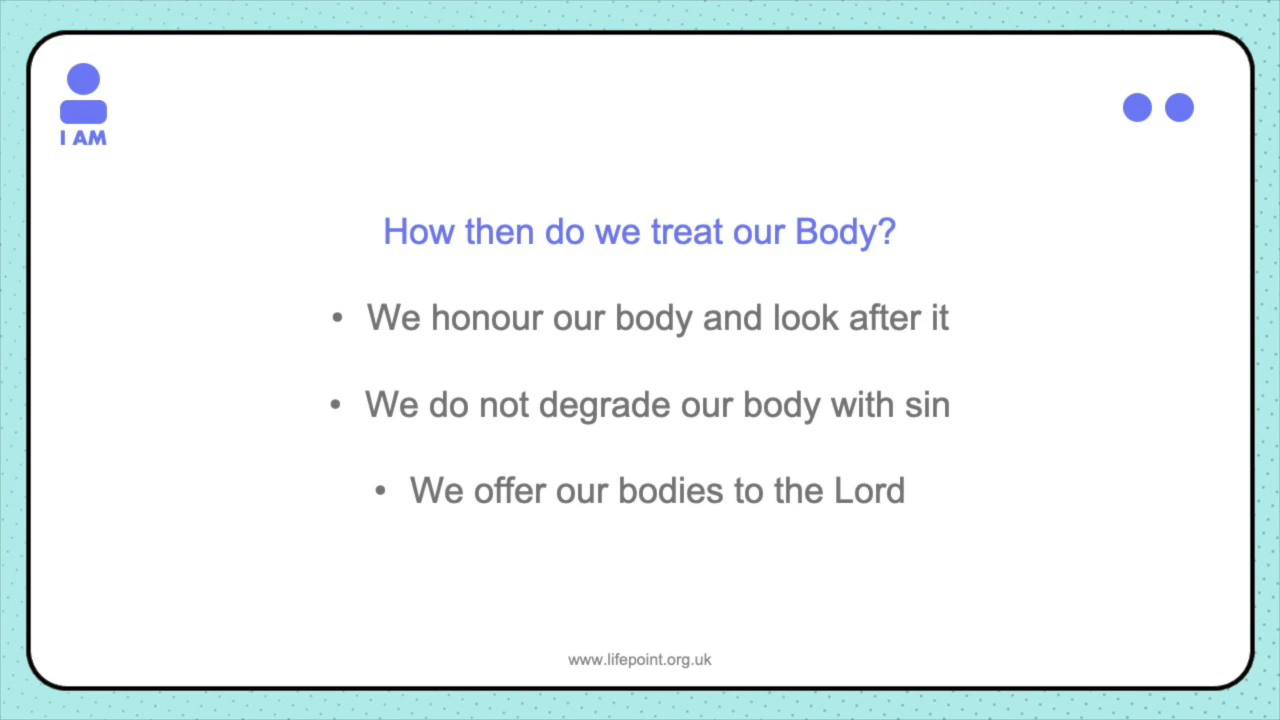 I AM
How then do we treat our Body?
• We honour our body and look after it
• We do not degrade our body with sin
• We offer our bodies to the Lord
www.lifepoint.org.uk